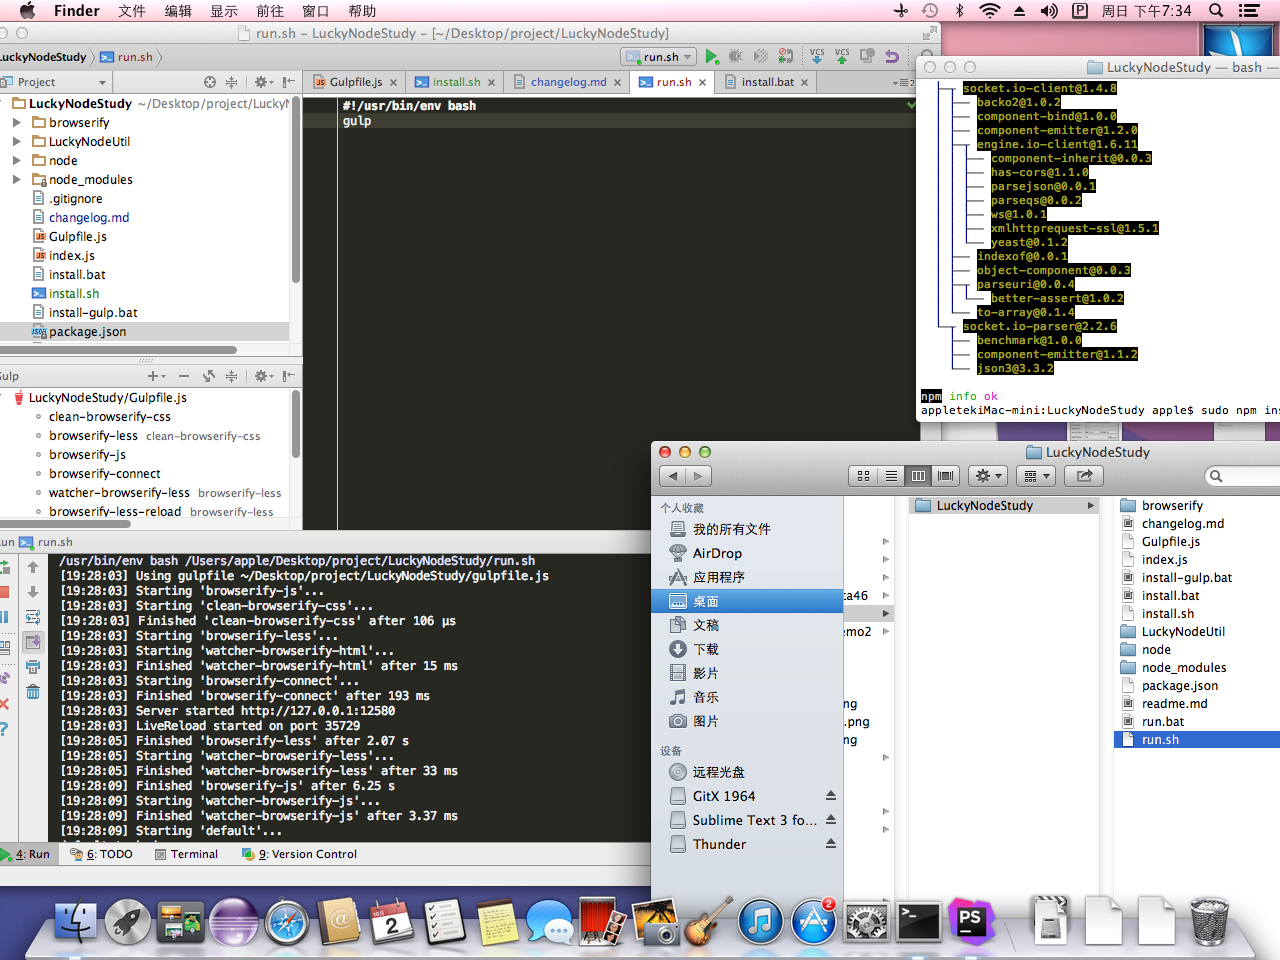 Finder 文件 编辑 显示 前往 窗口 帮助 周日 下午7:34
run.sh – LuckyNodeStudy – [~/Desktop/project/LuckyNodeStudy]
LuckyNodeStudy run.sh
run.sh
VCS VCS
Project
Gulpfile.js install.sh changelog.md run.sh install.bat
LuckyNodeStudy ~/Desktop/project/LuckyN
browserify
LuckyNodeUtil
node
node_modules
.gitignore
changelog.md
Gulpfile.js
index.js
install.bat
install.sh
install-gulp.bat
package.json
#!/usr/bin/env bash
gulp
Gulp
LuckyNodeStudy/Gulpfile.js
clean-browserify-css
browserify-less clean-browserify-css
browserify-js
browserify-connect
watcher-browserify-less browserify-less
browserify-less-reload browserify-less
Run run.sh
/usr/bin/env bash /Users/apple/Desktop/project/LuckyNodeStudy/run.sh
[19:28:03] Using gulpfile ~/Desktop/project/LuckyNodeStudy/gulpfile.js
[19:28:03] Starting 'browserify-js'...
[19:28:03] Starting 'clean-browserify-css'...
[19:28:03] Finished 'clean-browserify-css' after 106 μs
[19:28:03] Starting 'browserify-less'...
[19:28:03] Starting 'watcher-browserify-html'...
[19:28:03] Finished 'watcher-browserify-html' after 15 ms
[19:28:03] Starting 'browserify-connect'...
[19:28:03] Finished 'browserify-connect' after 193 ms
[19:28:03] Server started http://127.0.0.1:12580
[19:28:03] LiveReload started on port 35729
[19:28:05] Finished 'browserify-less' after 2.07 s
[19:28:05] Starting 'watcher-browserify-less'...
[19:28:05] Finished 'watcher-browserify-less' after 33 ms
[19:28:09] Finished 'browserify-js' after 6.25 s
[19:28:09] Starting 'watcher-browserify-js'...
[19:28:09] Finished 'watcher-browserify-js' after 3.37 ms
[19:28:09] Starting 'default'...
4: Run 6: TODO Terminal 9: Version Control
LuckyNodeStudy — bash —
socket.io-client@1.4.8
backo2@1.0.2
component-bind@1.0.0
component-emitter@1.2.0
engine.io-client@1.6.11
component-inherit@0.0.3
has-cors@1.1.0
parsejson@0.0.1
parseqs@0.0.2
ws@1.0.1
xmlhttprequest-ssl@1.5.1
yeast@0.1.2
indexof@0.0.1
object-component@0.0.3
parseuri@0.0.4
better-assert@1.0.2
to-array@0.1.4
socket.io-parser@2.2.6
benchmark@1.0.0
component-emitter@1.1.2
json3@3.3.2
npm info ok
appletekiMac-mini:LuckyNodeStudy apple$ sudo npm ins
LuckyNodeStudy
个人收藏
我的所有文件
AirDrop
应用程序
桌面
文稿
下载
影片
音乐
图片
设备
远程光盘
GitX 1964
Sublime Text 3 fo...
Thunder
ta46
emo2
.png
ng
LuckyNodeStudy
browserify
changelog.md
Gulpfile.js
index.js
install-gulp.bat
install.bat
install.sh
LuckyNodeUtil
node
node_modules
package.json
readme.md
run.bat
run.sh
2
2
PS